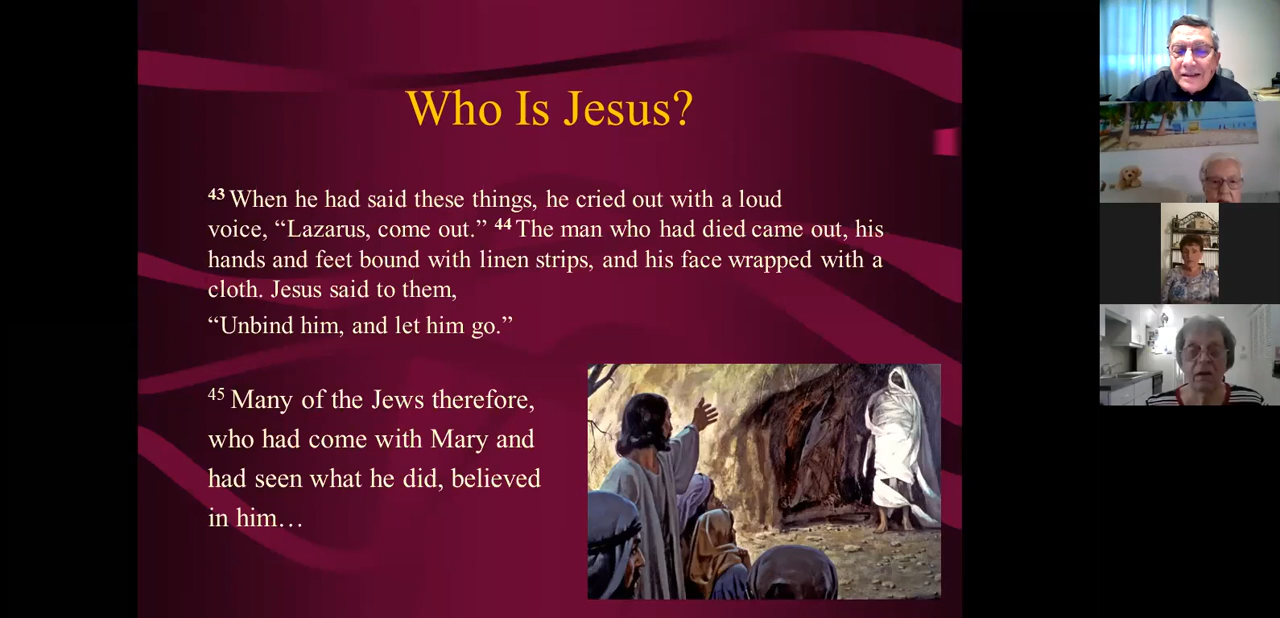 Who Is Jesus?
43 When he had said these things, he cried out with a loud
voice, “Lazarus, come out.” 44 The man who had died came out, his
hands and feet bound with linen strips, and his face wrapped with a
cloth. Jesus said to them,
“Unbind him, and let him go.”
45 Many of the Jews therefore,
who had come with Mary and
had seen what he did, believed
in him…